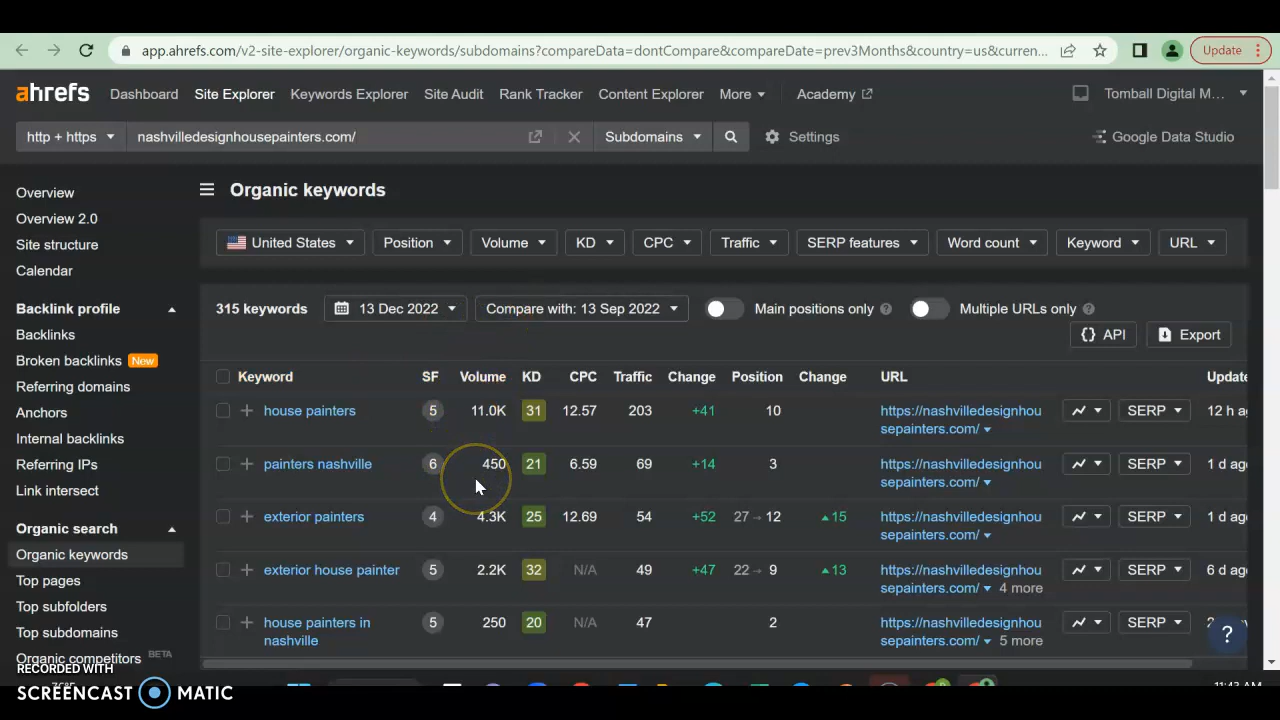 app.ahrefs.com/v2-site-explorer/organic-keywords/subdomains?compareData=dontCompare&compareDate=prev3Months&country=us&curren...
Update
ahrefs
Dashboard Site Explorer Keywords Explorer Site Audit Rank Tracker Content Explorer More Academy
Tomball Digital M...
http + https nashvilledesignhousepainters.com/ Subdomains Settings Google Data Studio
Overview
Overview 2.0
Site structure
Calendar
Backlink profile
Backlinks
Broken backlinks New
Referring domains
Anchors
Internal backlinks
Referring IPs
Link intersect
Organic search
Organic keywords
Top pages
Top subfolders
Top subdomains
Organic competitors BETA
Organic keywords
United States Position Volume KD CPC Traffic SERP features Word count Keyword URL
315 keywords 13 Dec 2022 Compare with: 13 Sep 2022 Main positions only ? Multiple URLs only ?
{} API Export
Keyword SF Volume KD CPC Traffic Change Position Change URL Update
house painters 5 11.0K 31 12.57 203 +41 10 https://nashvilledesignhou SERP 12 h a
sepainters.com/
painters nashville 6 450 21 6.59 69 +14 3 https://nashvilledesignhou SERP 1 d ag
sepainters.com/
exterior painters 4 4.3K 25 12.69 54 +52 27 → 12 15 https://nashvilledesignhou SERP 1 d ag
sepainters.com/
exterior house painter 5 2.2K 32 N/A 49 +47 22 → 9 13 https://nashvilledesignhou SERP 6 d ag
sepainters.com/ 4 more
house painters in 5 250 20 N/A 47 2 https://nashvilledesignhou SERP
nashville sepainters.com/ 5 more
?
RECORDED WITH
SCREENCAST MATIC